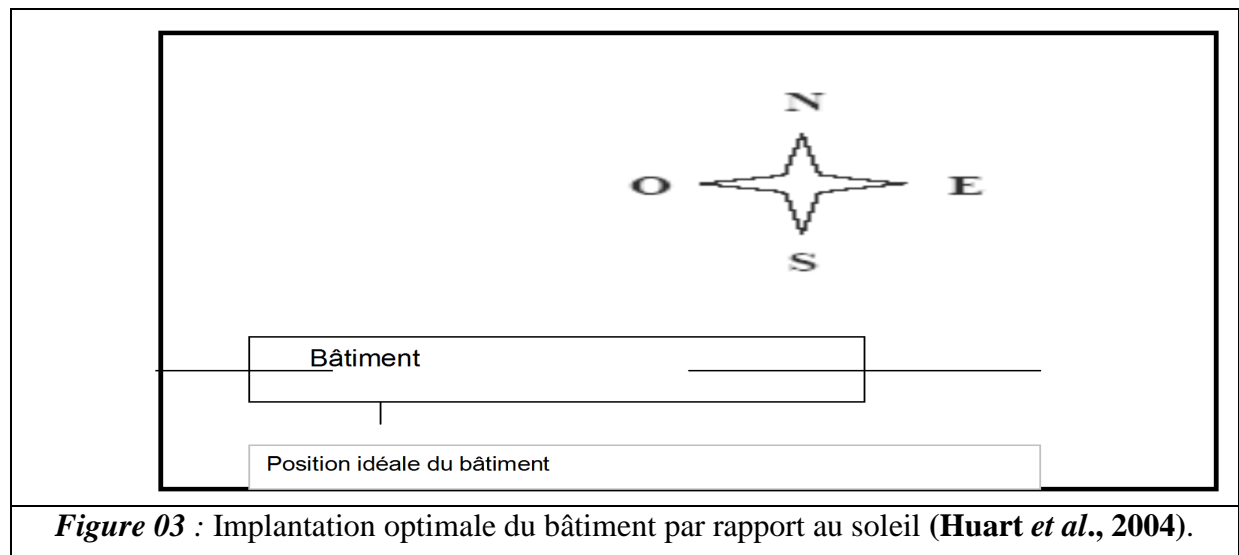 N
O E
S
Bâtiment
Position idéale du bâtiment
Figure 03 : Implantation optimale du bâtiment par rapport au soleil (Huart et al., 2004).